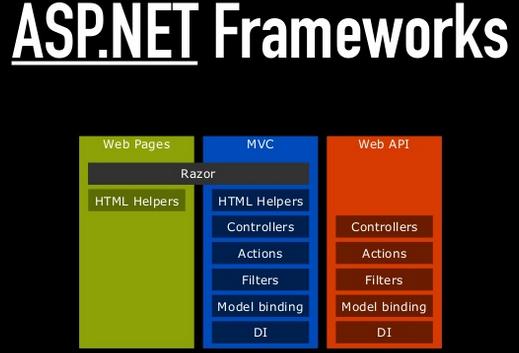 ASP.NET Frameworks
Web Pages
MVC
Web API
Razor
HTML Helpers
HTML Helpers
Controllers
Controllers
Actions
Actions
Filters
Filters
Model binding
Model binding
DI
DI